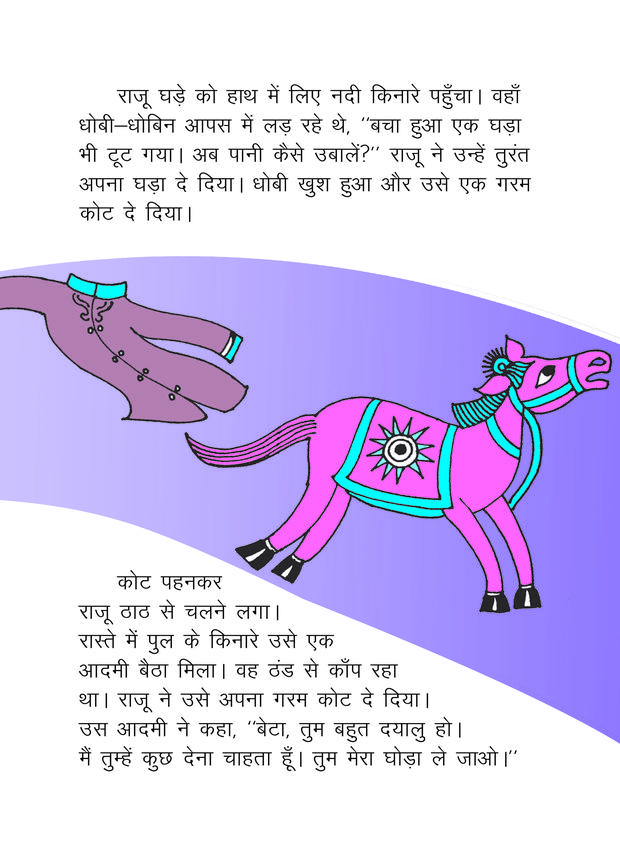 राजू घड़े को हाथ में लिए नदी किनारे पहुँचा। वहाँ
धोबी–धोबिन आपस में लड़ रहे थे, ''बचा हुआ एक घड़ा
भी टूट गया। अब पानी कैसे उबालें?'' राजू ने उन्हें तुरंत
अपना घड़ा दे दिया। धोबी खुश हुआ और उसे एक गरम
कोट दे दिया।
कोट पहनकर
राजू ठाठ से चलने लगा।
रास्ते में पुल के किनारे उसे एक
आदमी बैठा मिला। वह ठंड से काँप रहा
था। राजू ने उसे अपना गरम कोट दे दिया।
उस आदमी ने कहा, ''बेटा, तुम बहुत दयालु हो।
मैं तुम्हें कुछ देना चाहता हूँ। तुम मेरा घोड़ा ले जाओ।''